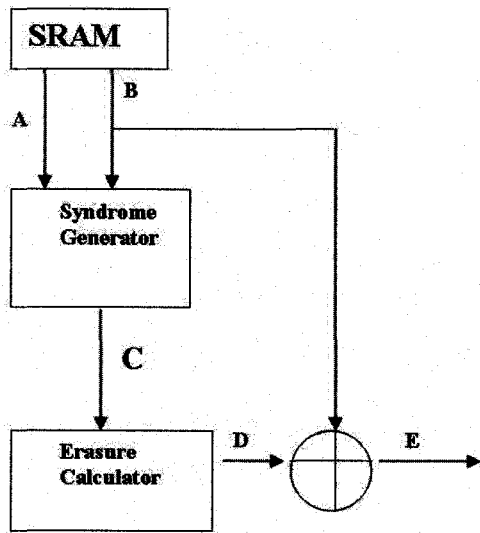 SRAM
B
A
Syndrome
Generator
C
Erasure
Calculator
D
E